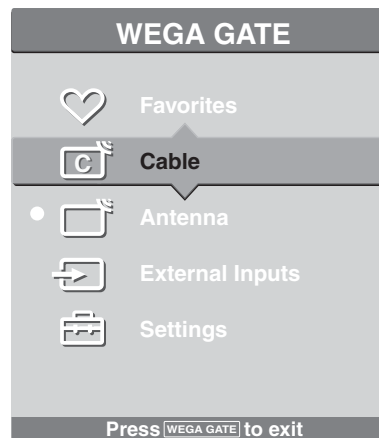 WEGA GATE
Favorites
C Cable
Antenna
External Inputs
Settings
Press WEGA GATE to exit